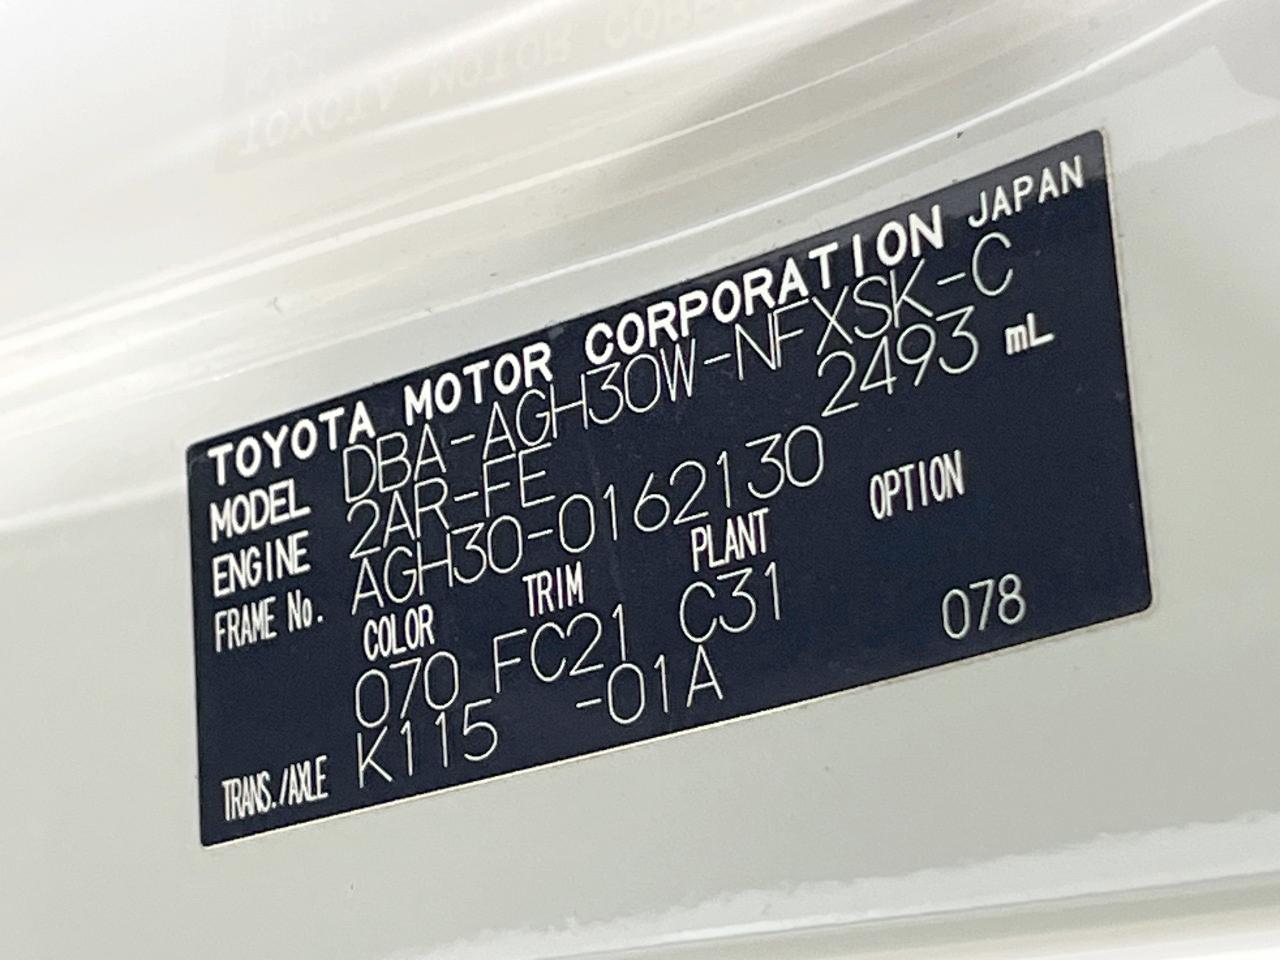 TOYOTA MOTOR CORPORATION JAPAN
MODEL DBA-AGH30W-NFXSK-C
ENGINE 2AR-FE 2493 mL
FRAME No. AGH30-0162130
COLOR TRIM PLANT OPTION
070 FC21 C31
TRANS./AXLE K115 -01A 078